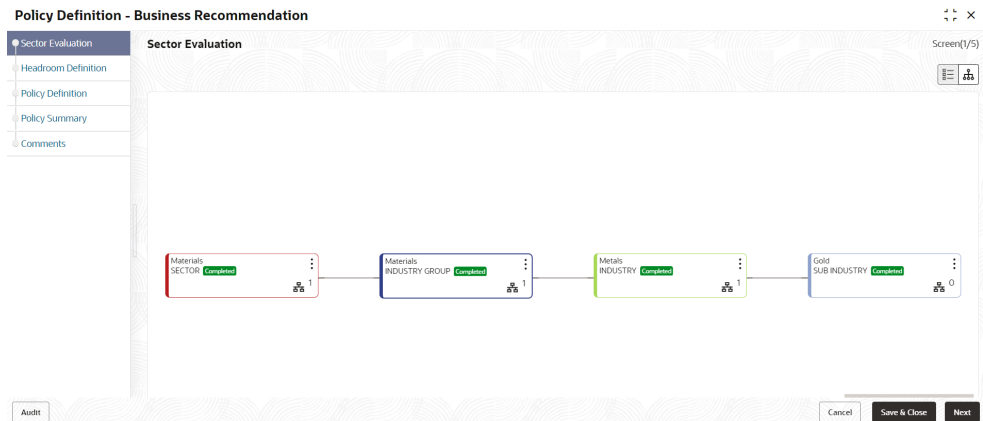 Policy Definition - Business Recommendation
Sector Evaluation
Headroom Definition
Policy Definition
Policy Summary
Comments
Sector Evaluation
Screen(1/5)
Materials
SECTOR Completed
1
Materials
INDUSTRY GROUP Completed
1
Metals
INDUSTRY Completed
1
Gold
SUB INDUSTRY Completed
0
Audit
Cancel
Save & Close
Next